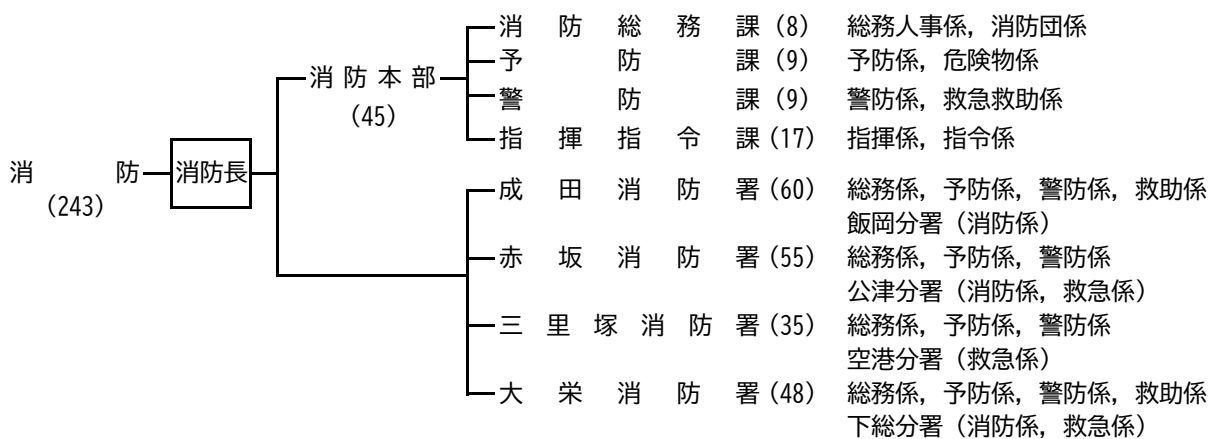 消防総務課(8) 総務人事係，消防団係
予防課(9) 予防係，危険物係
消防本部
(45)
警防課(9) 警防係，救急救助係
指揮指令課(17) 指揮係，指令係
消防
(243)
消防長
成田消防署(60) 総務係，予防係，警防係，救助係
飯岡分署（消防係）
赤坂消防署(55) 総務係，予防係，警防係
公津分署（消防係，救急係）
三里塚消防署(35) 総務係，予防係，警防係
空港分署（救急係）
大栄消防署(48) 総務係，予防係，警防係，救助係
下総分署（消防係，救急係）